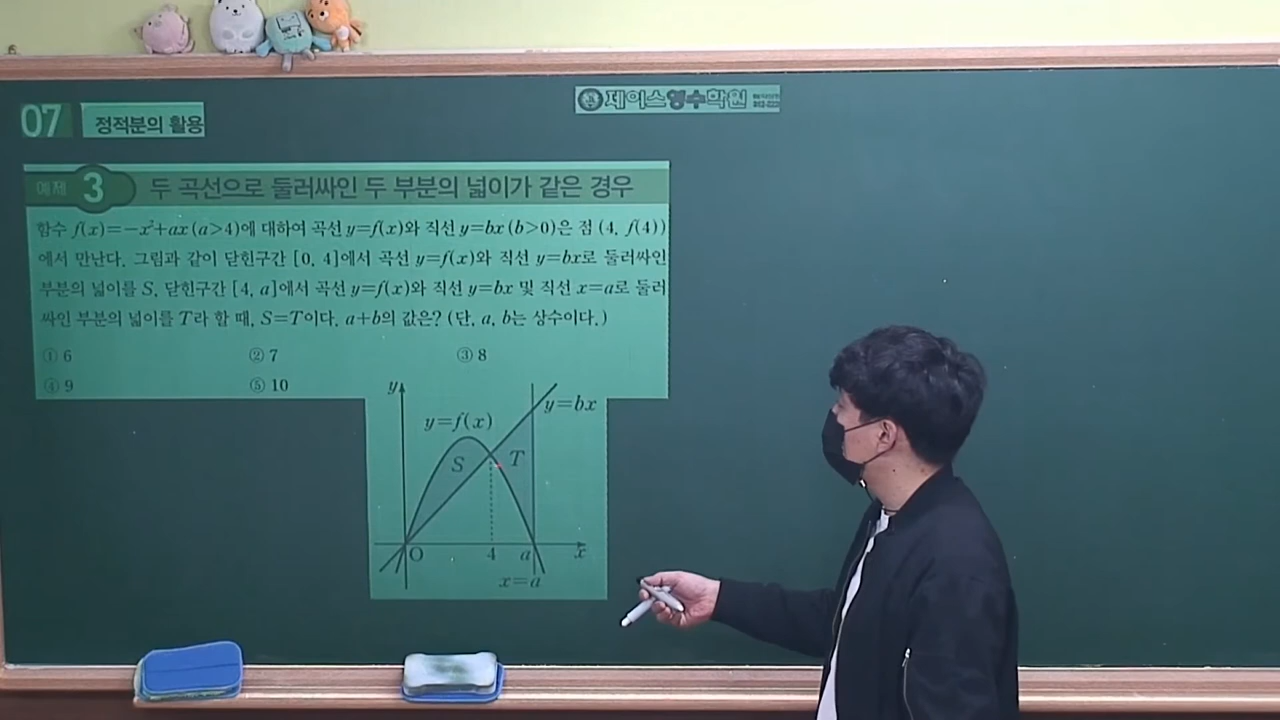 07
정적분의 활용
제이스영수학원
예제 3 두 곡선으로 둘러싸인 두 부분의 넓이가 같은 경우
함수 f(x)=-x²+ax(a>4)에 대하여 곡선 y=f(x)와 직선 y=bx(b>0)은 점 (4, f(4))
에서 만난다. 그림과 같이 닫힌구간 [0, 4]에서 곡선 y=f(x)와 직선 y=bx로 둘러싸인
부분의 넓이를 S, 닫힌구간 [4, a]에서 곡선 y=f(x)와 직선 y=bx 및 직선 x=a로 둘러
싸인 부분의 넓이를 T라 할 때, S=T이다. a+b의 값은? (단, a, b는 상수이다.)
① 6 ② 7 ③ 8
④ 9 ⑤ 10
y
y=bx
y=f(x)
S T
O 4 a x
x=a